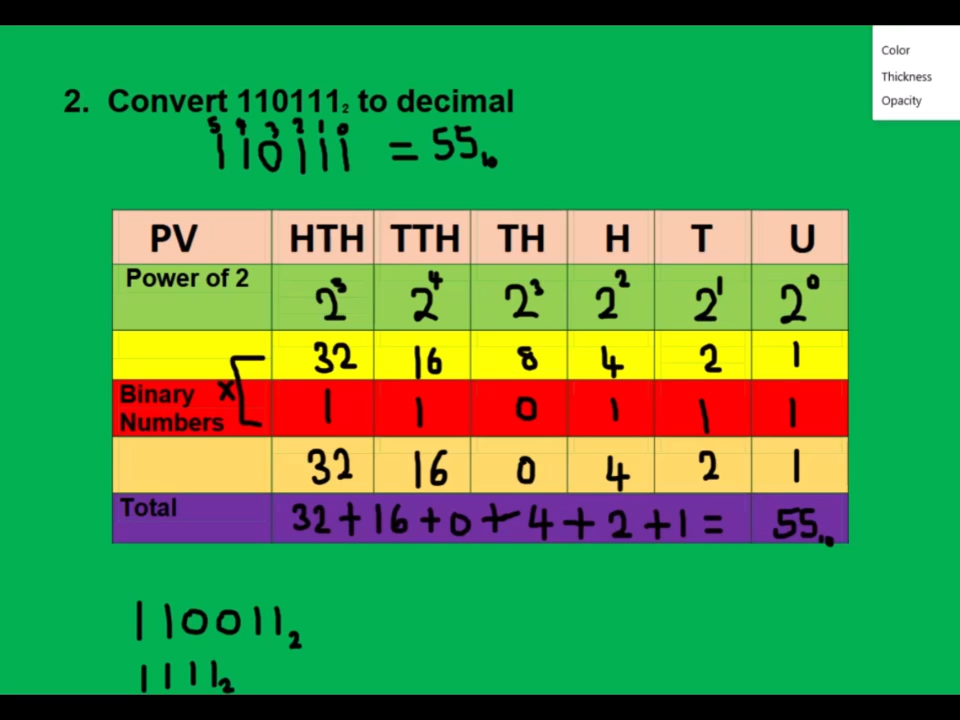 Color
Thickness
Opacity
2. Convert 110111₂ to decimal
5 4 3 2 1 0
110111 = 55₁₀
PV HTH TTH TH H T U
Power of 2 2⁵ 2⁴ 2³ 2² 2¹ 2⁰
32 16 8 4 2 1
×
Binary Numbers 1 1 0 1 1 1
32 16 0 4 2 1
Total 32+16+0+4+2+1= 55₁₀
110011₂
1111₂